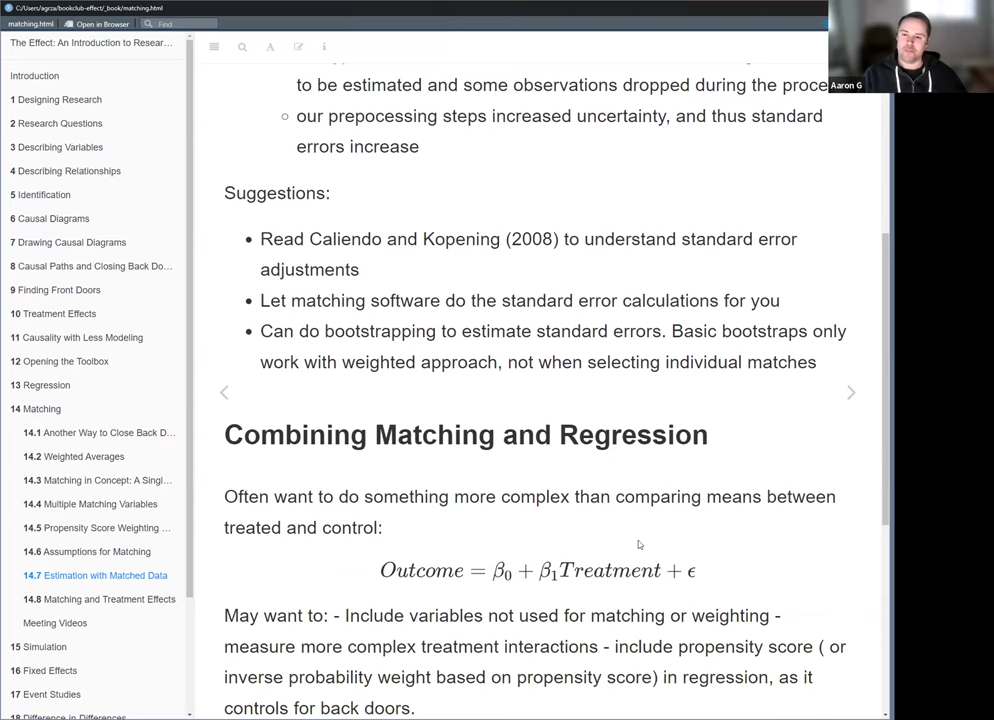 C:/Users/agrza/bookclub-effect/_book/matching.html
matching.html
Open in Browser
Find
The Effect: An Introduction to Resear...
Introduction
1 Designing Research
2 Research Questions
3 Describing Variables
4 Describing Relationships
5 Identification
6 Causal Diagrams
7 Drawing Causal Diagrams
8 Causal Paths and Closing Back Do...
9 Finding Front Doors
10 Treatment Effects
11 Causality with Less Modeling
12 Opening the Toolbox
13 Regression
14 Matching
14.1 Another Way to Close Back D...
14.2 Weighted Averages
14.3 Matching in Concept: A Singl...
14.4 Multiple Matching Variables
14.5 Propensity Score Weighting ...
14.6 Assumptions for Matching
14.7 Estimation with Matched Data
14.8 Matching and Treatment Effects
Meeting Videos
15 Simulation
16 Fixed Effects
17 Event Studies
18 Difference in Differences
A
i
to be estimated and some observations dropped during the proce
our prepocessing steps increased uncertainty, and thus standard
errors increase
Suggestions:
Read Caliendo and Kopening (2008) to understand standard error
adjustments
Let matching software do the standard error calculations for you
Can do bootstrapping to estimate standard errors. Basic bootstraps only
work with weighted approach, not when selecting individual matches
Combining Matching and Regression
Often want to do something more complex than comparing means between
treated and control:
Outcome = β₀ + β₁Treatment + ϵ
May want to: - Include variables not used for matching or weighting -
measure more complex treatment interactions - include propensity score ( or
inverse probability weight based on propensity score) in regression, as it
controls for back doors.
Aaron G